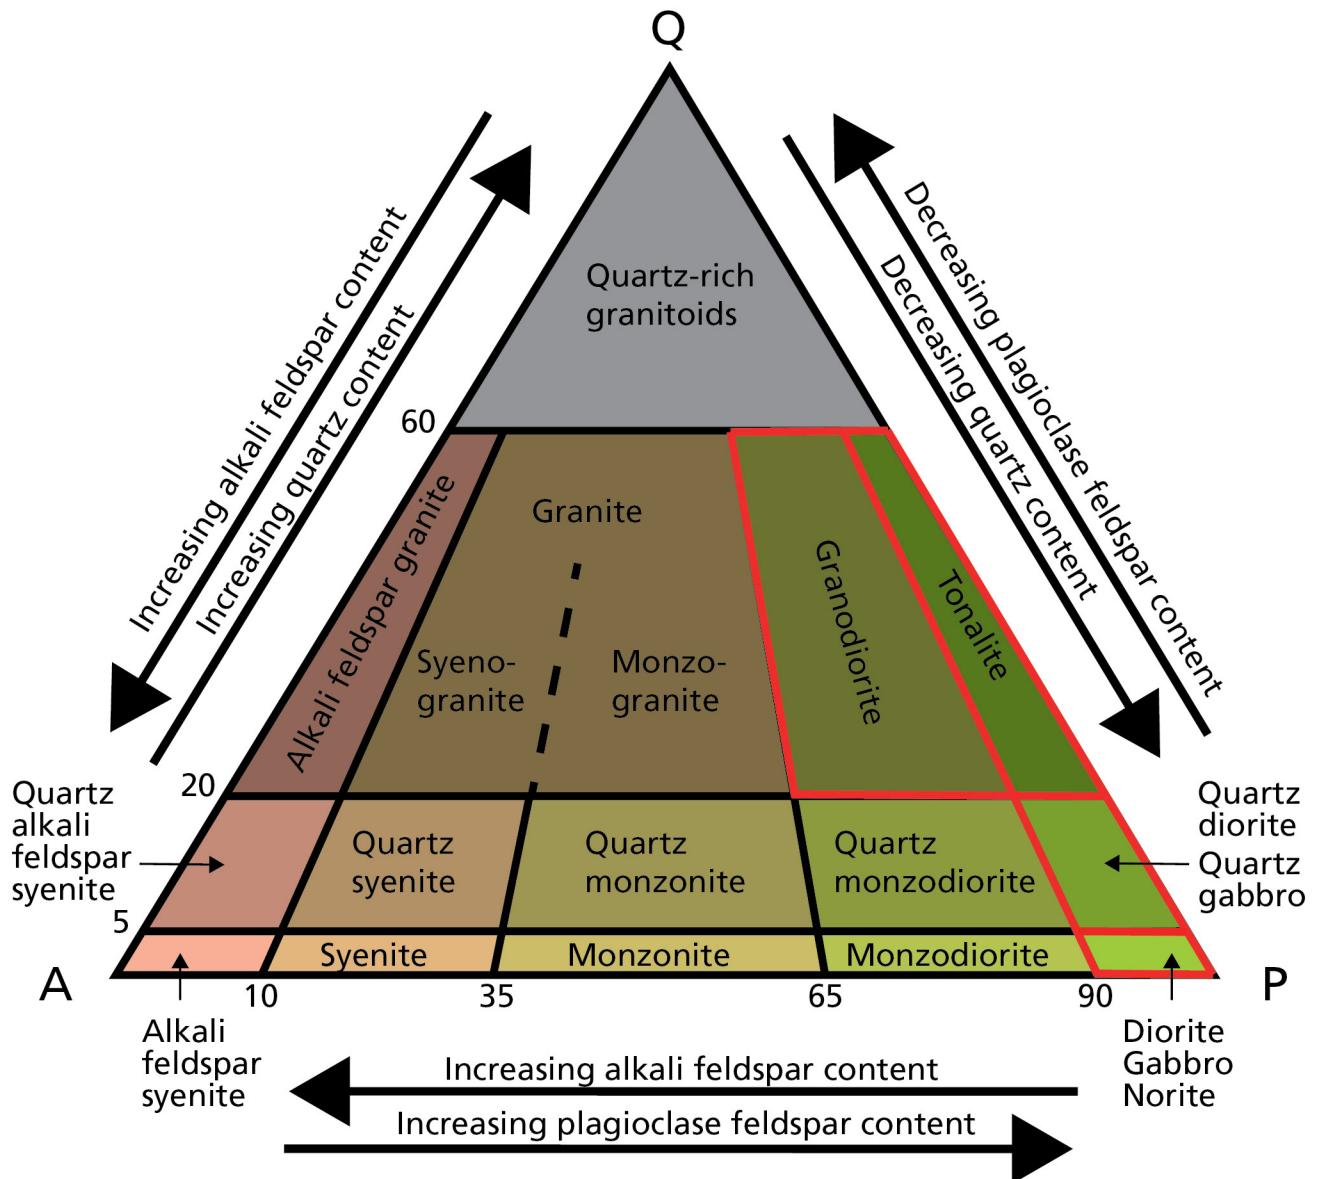 Q
Increasing alkali feldspar content
Increasing quartz content
Decreasing plagioclase feldspar content
Decreasing quartz content
Quartz-rich
granitoids
60
Alkali feldspar granite
Granite
Syeno-
granite
Monzo-
granite
Granodiorite
Tonalite
20
Quartz
alkali
feldspar
syenite
Quartz
syenite
Quartz
monzonite
Quartz
monzodiorite
Quartz
diorite
Quartz
gabbro
5
Syenite
Monzonite
Monzodiorite
A
P
10
35
65
90
Alkali
feldspar
syenite
Diorite
Gabbro
Norite
Increasing alkali feldspar content
Increasing plagioclase feldspar content